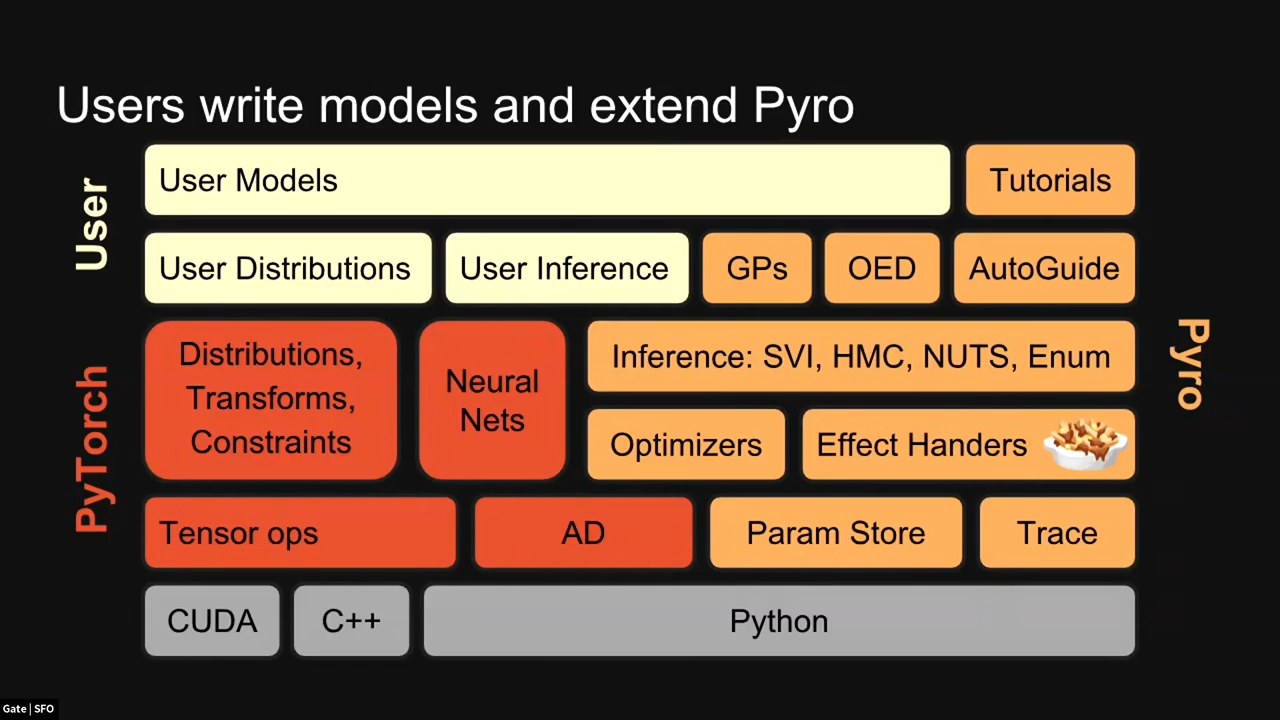 Users write models and extend Pyro
User
User Models
Tutorials
User Distributions
User Inference
GPs
OED
AutoGuide
PyTorch
Distributions,
Transforms,
Constraints
Neural
Nets
Inference: SVI, HMC, NUTS, Enum
Optimizers
Effect Handers
Pyro
Tensor ops
AD
Param Store
Trace
CUDA
C++
Python
Gate | SFO